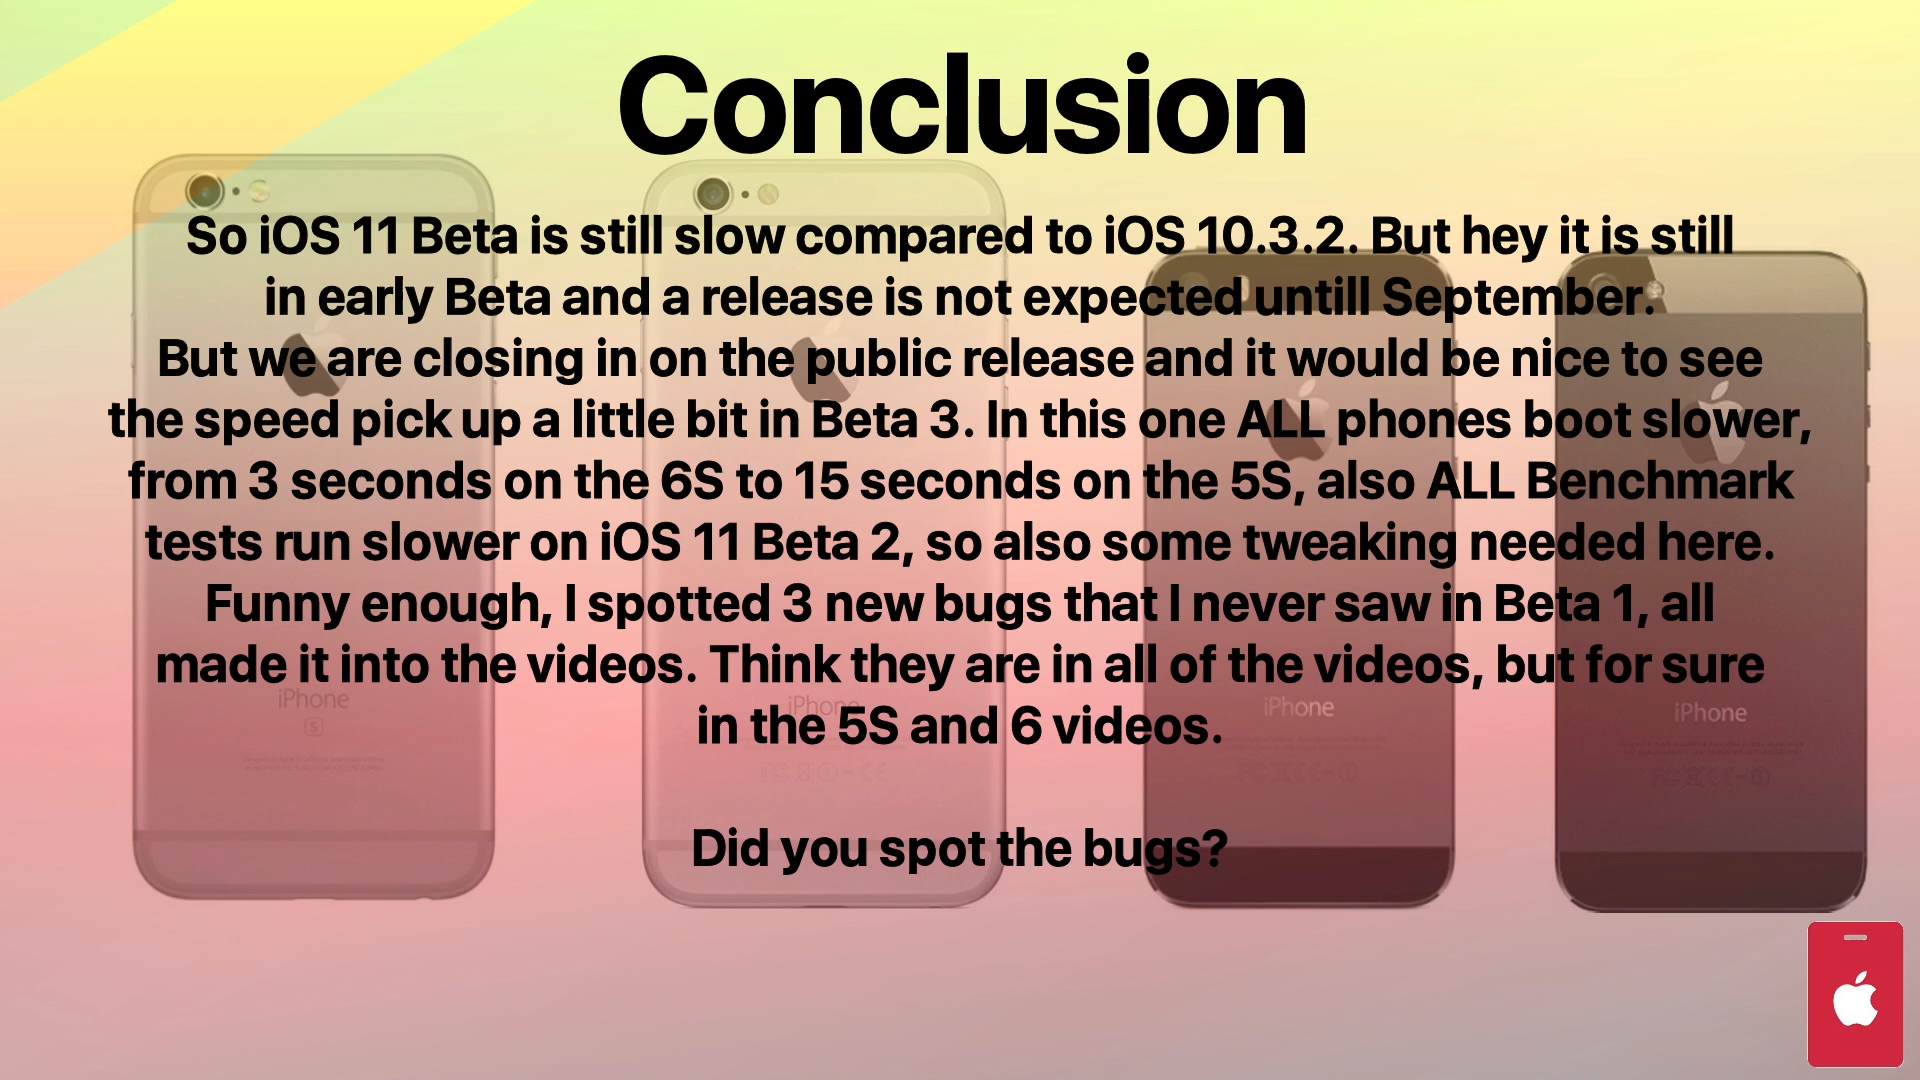 Conclusion
So iOS 11 Beta is still slow compared to iOS 10.3.2. But hey it is still
in early Beta and a release is not expected untill September.
But we are closing in on the public release and it would be nice to see
the speed pick up a little bit in Beta 3. In this one ALL phones boot slower,
from 3 seconds on the 6S to 15 seconds on the 5S, also ALL Benchmark
tests run slower on iOS 11 Beta 2, so also some tweaking needed here.
Funny enough, I spotted 3 new bugs that I never saw in Beta 1, all
made it into the videos. Think they are in all of the videos, but for sure
in the 5S and 6 videos.
Did you spot the bugs?
iPhone
S
iPhone
iPhone
iPhone